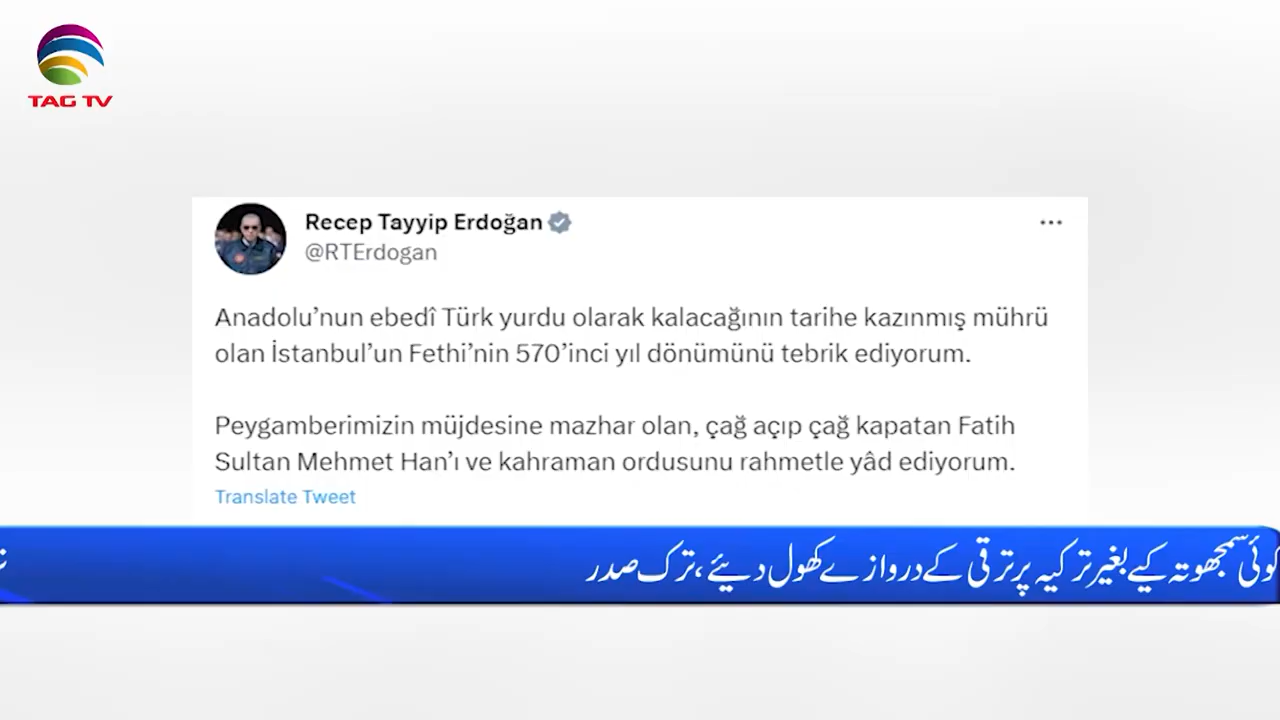 TAG TV
Recep Tayyip Erdoğan
@RTErdogan
Anadolu’nun ebedî Türk yurdu olarak kalacağının tarihe kazınmış mührü
olan İstanbul’un Fethi’nin 570’inci yıl dönümünü tebrik ediyorum.
Peygamberimizin müjdesine mazhar olan, çağ açıp çağ kapatan Fatih
Sultan Mehmet Han’ı ve kahraman ordusunu rahmetle yâd ediyorum.
Translate Tweet
کوئی سمجھوتہ کیے بغیر ترکیہ پر ترقی کے دروازے کھول دیئے، ترک صدر